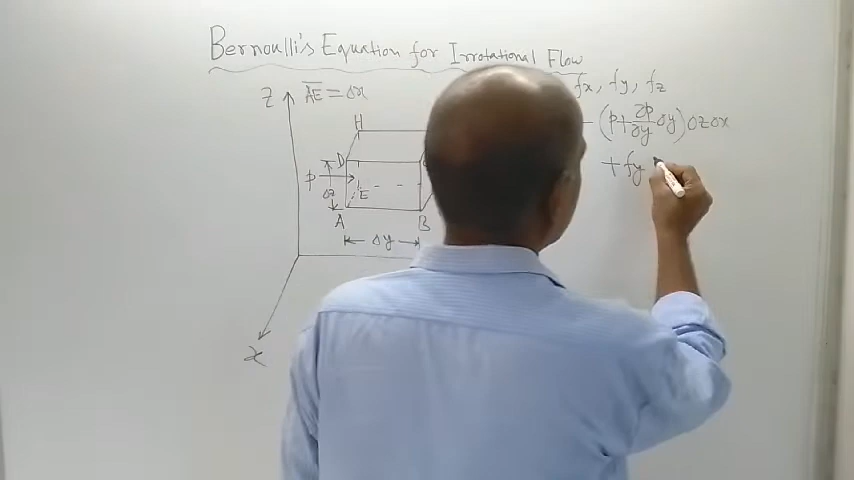 Bernoulli's Equation for Irrotational Flow
Z
AE = Δx
fx, fy, fz
H
- (p + ∂p/∂y Δy) Δz Δx
D
p
Δz
E
+ fy
A
B
Δy
x